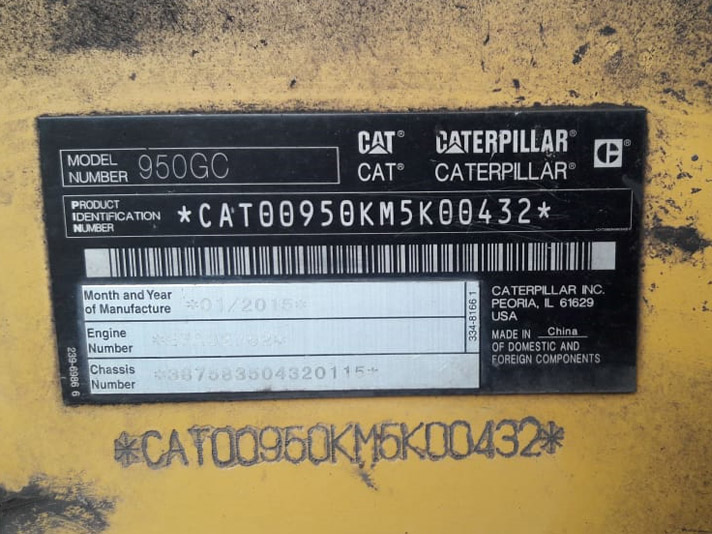 CAT® CATERPILLAR®
CAT® CATERPILLAR® C
MODEL NUMBER 950GC
PRODUCT IDENTIFICATION NUMBER *CAT00950KM5K00432*
Month and Year of Manufacture *01/2015*
Engine Number
Chassis Number *387583504320115*
334-8166 1
239-6986 6
CATERPILLAR INC.
PEORIA, IL 61629
USA
MADE IN China
OF DOMESTIC AND
FOREIGN COMPONENTS
*CAT00950KM5K00432*